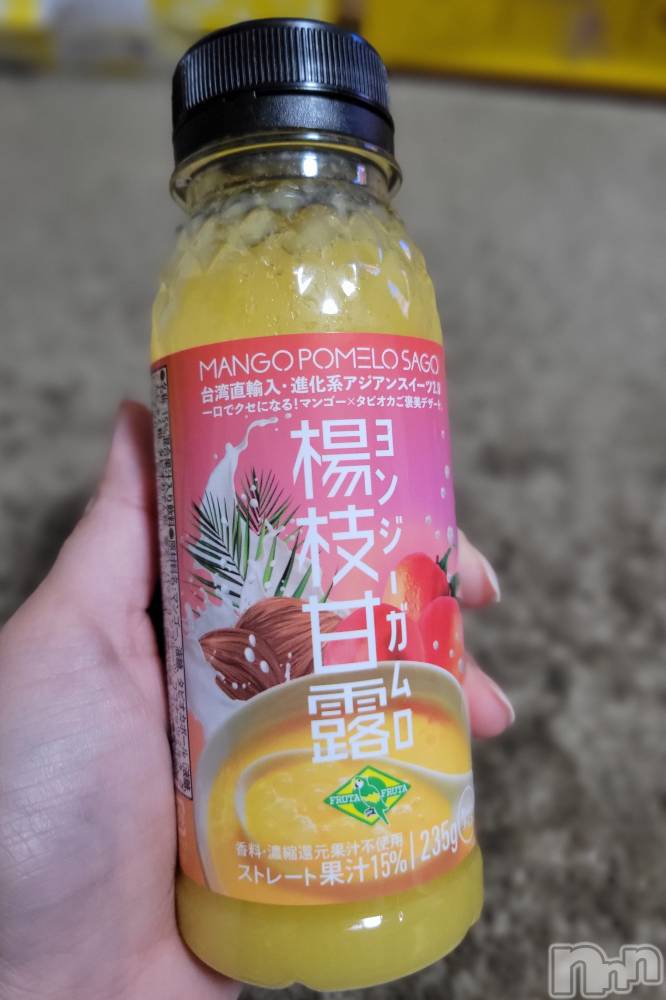 MANGO POMELO SAGO
台湾直輸入・進化系アジアンスイーツ2.0
一口でクセになる!マンゴー×タピオカご褒美デザート
楊枝甘露
ヨンジーガムロ
FRUTA FRUTA
香料・濃縮還元果汁不使用
ストレート果汁15% | 235g
nnn